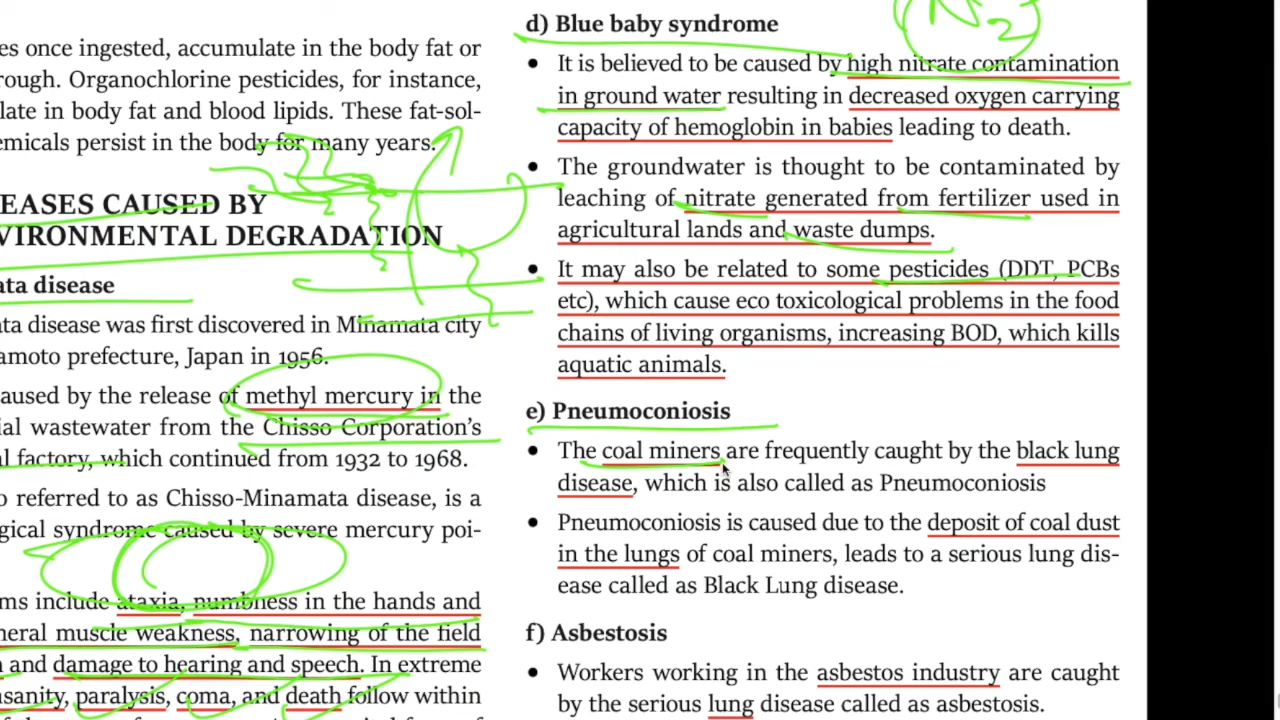 es once ingested, accumulate in the body fat or
rough. Organochlorine pesticides, for instance,
late in body fat and blood lipids. These fat-sol-
emicals persist in the body for many years.
EASES CAUSED BY
VIRONMENTAL DEGRADATION
ata disease
ata disease was first discovered in Minamata city
amoto prefecture, Japan in 1956.
aused by the release of methyl mercury in the
ial wastewater from the Chisso Corporation's
al factory, which continued from 1932 to 1968.
o referred to as Chisso-Minamata disease, is a
gical syndrome caused by severe mercury poi-
ms include ataxia, numbness in the hands and
neral muscle weakness, narrowing of the field
and damage to hearing and speech. In extreme
nsanity, paralysis, coma, and death follow within
d) Blue baby syndrome
• It is believed to be caused by high nitrate contamination
in ground water resulting in decreased oxygen carrying
capacity of hemoglobin in babies leading to death.
• The groundwater is thought to be contaminated by
leaching of nitrate generated from fertilizer used in
agricultural lands and waste dumps.
• It may also be related to some pesticides (DDT, PCBs
etc), which cause eco toxicological problems in the food
chains of living organisms, increasing BOD, which kills
aquatic animals.
e) Pneumoconiosis
• The coal miners are frequently caught by the black lung
disease, which is also called as Pneumoconiosis
• Pneumoconiosis is caused due to the deposit of coal dust
in the lungs of coal miners, leads to a serious lung dis-
ease called as Black Lung disease.
f) Asbestosis
• Workers working in the asbestos industry are caught
by the serious lung disease called as asbestosis.